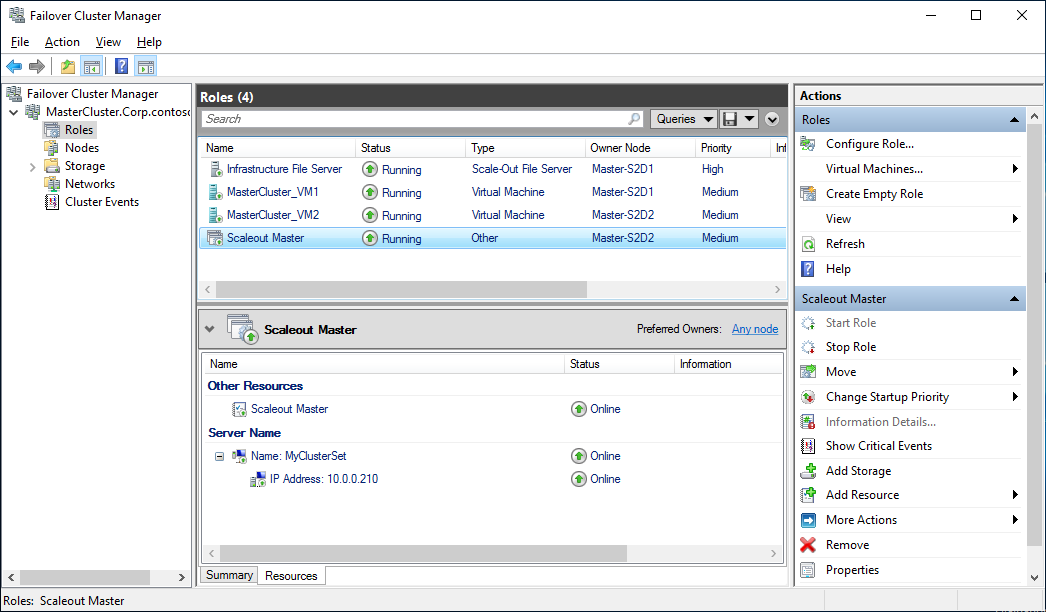 Failover Cluster Manager
File Action View Help
Failover Cluster Manager
MasterCluster.Corp.contoso
Roles
Nodes
Storage
Networks
Cluster Events
Roles (4)
Search Queries
Name Status Type Owner Node Priority Inf
Infrastructure File Server Running Scale-Out File Server Master-S2D1 High
MasterCluster_VM1 Running Virtual Machine Master-S2D1 Medium
MasterCluster_VM2 Running Virtual Machine Master-S2D2 Medium
Scaleout Master Running Other Master-S2D2 Medium
Scaleout Master Preferred Owners: Any node
Name Status Information
Other Resources
Scaleout Master Online
Server Name
Name: MyClusterSet Online
IP Address: 10.0.0.210 Online
Summary Resources
Actions
Roles
Configure Role...
Virtual Machines...
Create Empty Role
View
Refresh
Help
Scaleout Master
Start Role
Stop Role
Move
Change Startup Priority
Information Details...
Show Critical Events
Add Storage
Add Resource
More Actions
Remove
Properties
Roles: Scaleout Master